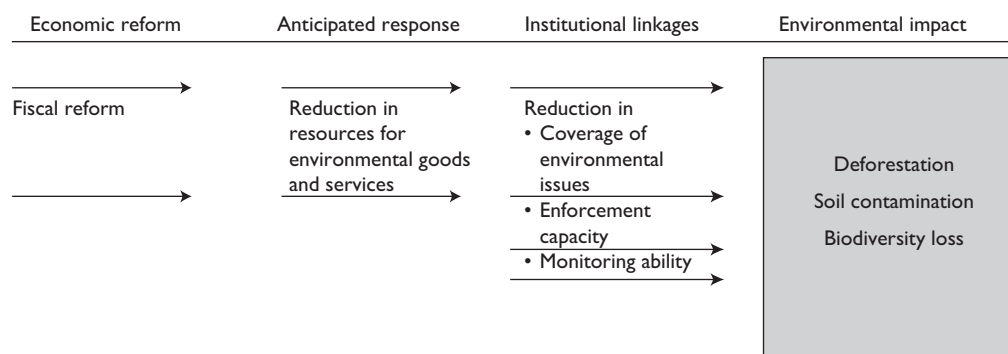 Economic reform
Anticipated response
Institutional linkages
Environmental impact
Fiscal reform
Reduction in
resources for
environmental goods
and services
Reduction in
• Coverage of
environmental
issues
• Enforcement
capacity
• Monitoring ability
Deforestation
Soil contamination
Biodiversity loss